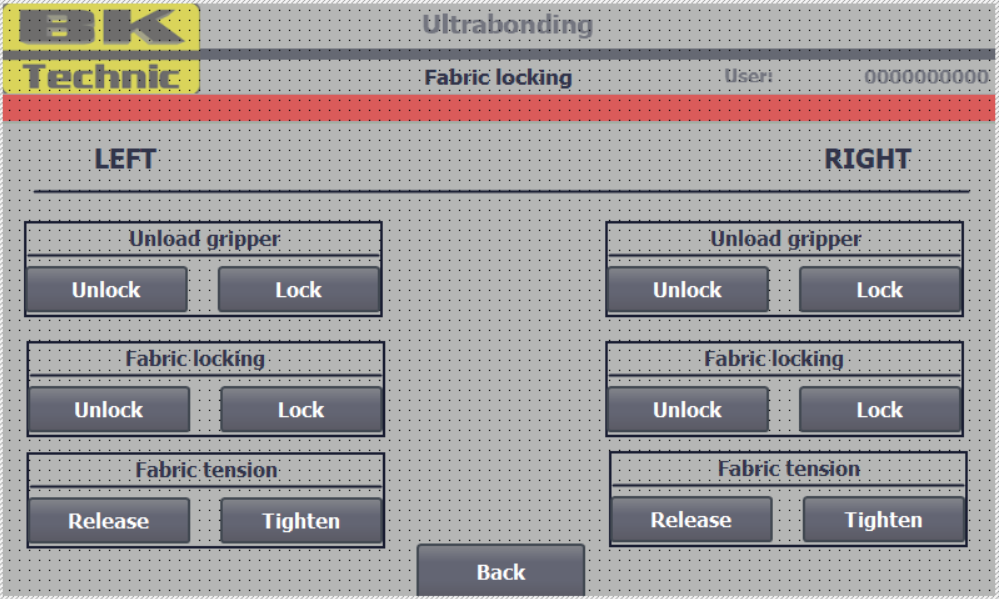 BK
Technic
Ultrabonding
Fabric locking
User: 0000000000
LEFT RIGHT
Unload gripper Unload gripper
Unlock Lock Unlock Lock
Fabric locking Fabric locking
Unlock Lock Unlock Lock
Fabric tension Fabric tension
Release Tighten Release Tighten
Back